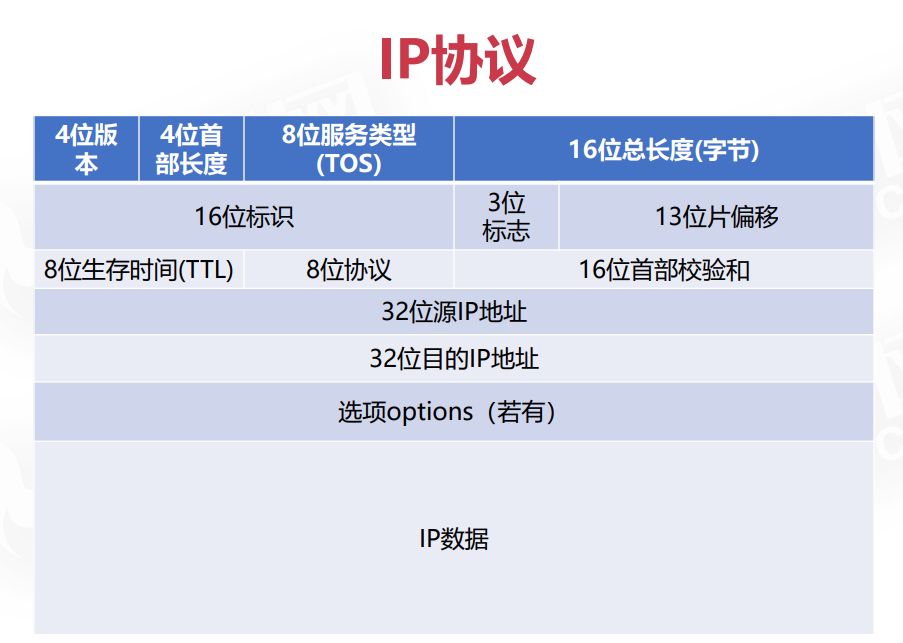 IP协议
4位版
本
4位首
部长度
8位服务类型
(TOS)
16位总长度(字节)
16位标识
3位
标志
13位片偏移
8位生存时间(TTL)
8位协议
16位首部校验和
32位源IP地址
32位目的IP地址
选项options（若有）
IP数据